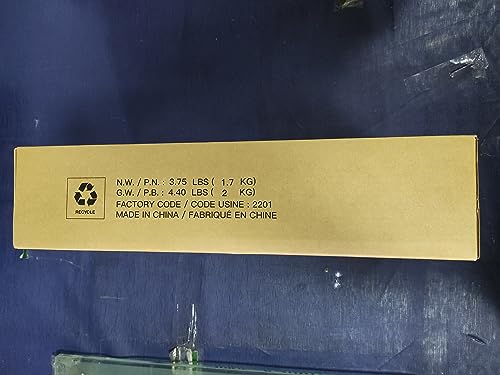 N.W. / P.N. : 3.75 LBS ( 1.7 KG)
G.W. / P.B. : 4.40 LBS ( 2 KG)
FACTORY CODE / CODE USINE : 2201
MADE IN CHINA / FABRIQUÉ EN CHINE
RECYCLE